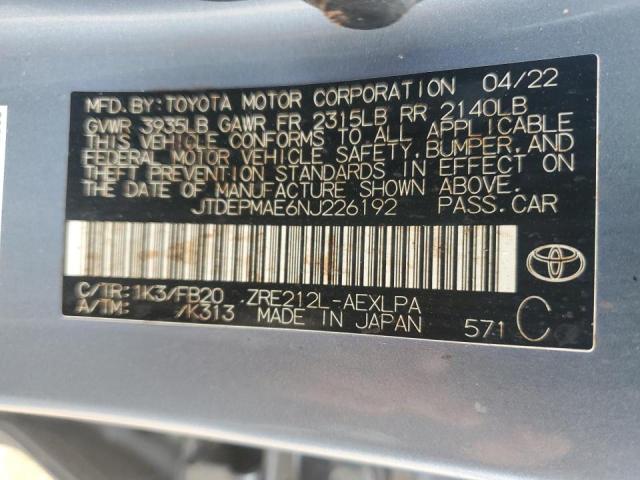 MFD. BY: TOYOTA MOTOR CORPORATION 04/22
GVWR 3935LB GAWR FR 2315LB RR 2140LB
THIS VEHICLE CONFORMS TO ALL APPLICABLE
FEDERAL MOTOR VEHICLE SAFETY, BUMPER, AND
THEFT PREVENTION STANDARDS IN EFFECT ON
THE DATE OF MANUFACTURE SHOWN ABOVE.
JTDEPMAE6NJ226192 PASS.CAR
C/TR: 1K3/FB20 ZRE212L-AEXLPA
A/TM: /K313 MADE IN JAPAN 571 C